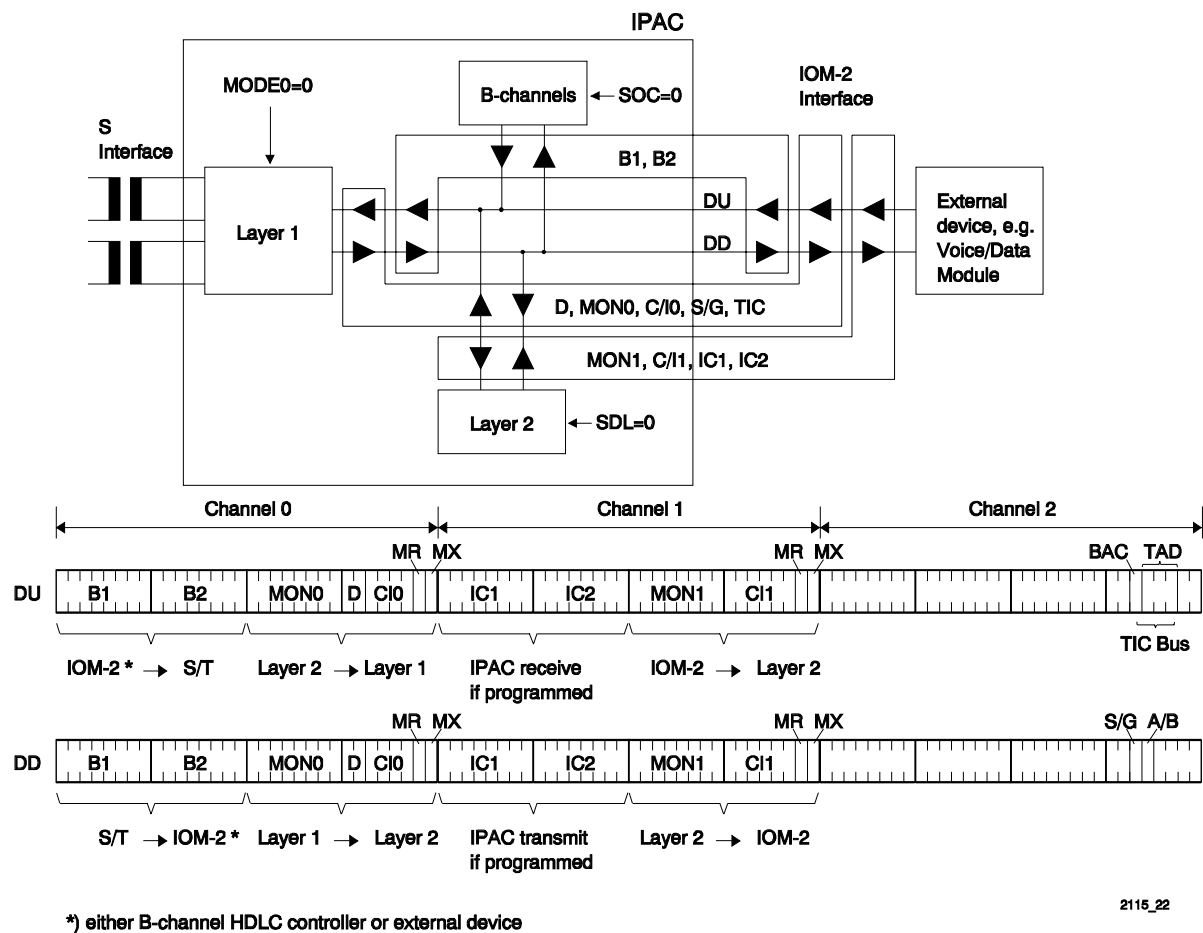 IPAC
MODE0=0
B-channels
SOC=0
IOM-2
Interface
S
Interface
B1, B2
Layer 1
DU
DD
External
device, e.g.
Voice/Data
Module
D, MON0, C/I0, S/G, TIC
MON1, C/I1, IC1, IC2
Layer 2
SDL=0
Channel 0
Channel 1
Channel 2
MR MX
MR MX
BAC TAD
DU B1 B2 MON0 D CI0 IC1 IC2 MON1 CI1
TIC Bus
IOM-2 * → S/T
Layer 2 → Layer 1
IPAC receive
if programmed
IOM-2 → Layer 2
MR MX
MR MX
S/G A/B
DD B1 B2 MON0 D CI0 IC1 IC2 MON1 CI1
S/T → IOM-2 *
Layer 1 → Layer 2
IPAC transmit
if programmed
Layer 2 → IOM-2
*) either B-channel HDLC controller or external device
2115_22